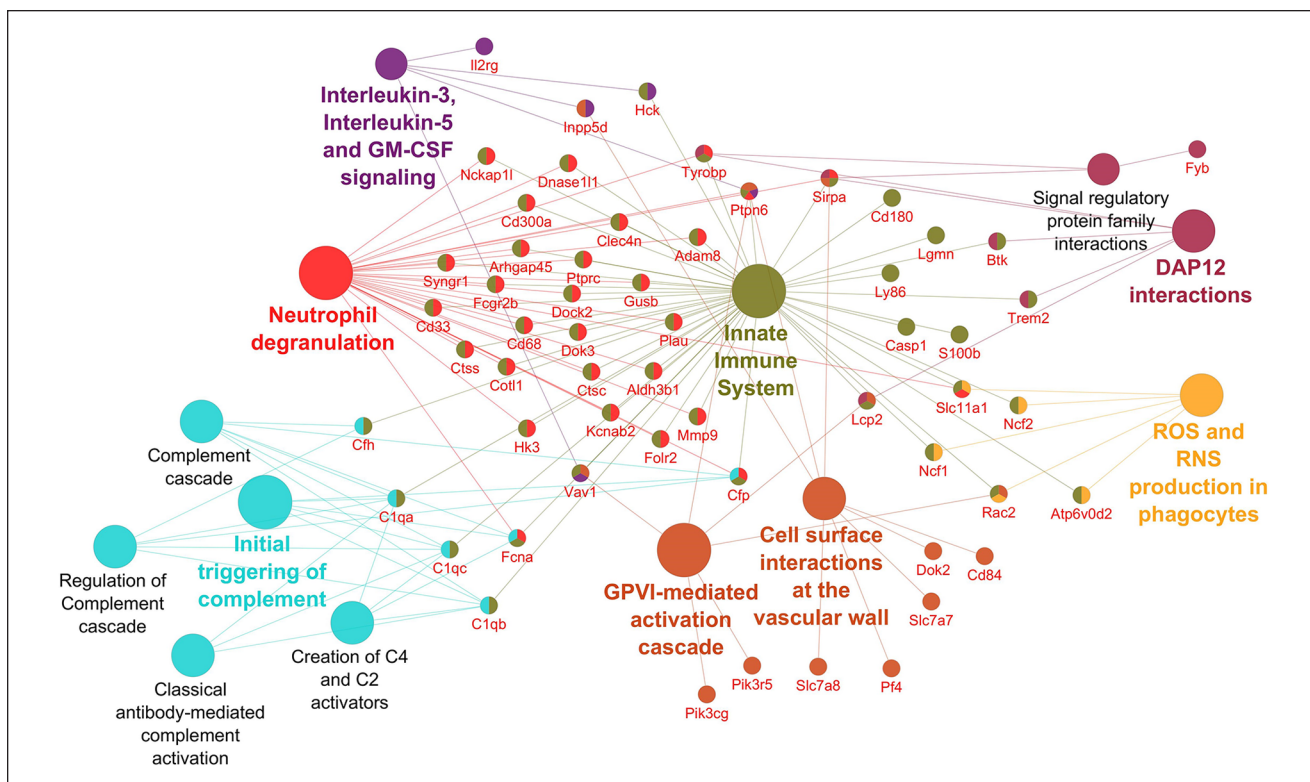 Il2rg
Interleukin-3,
Interleukin-5
and GM-CSF
signaling
Hck
Inpp5d
Nckap1l
Dnase1l1
Tyrobp
Fyb
Ptpn6
Sirpa
Signal regulatory
protein family
interactions
Cd300a
Cd180
Clec4n
Adam8
Lgmn
Btk
DAP12
interactions
Arhgap45
Ptprc
Syngr1
Fcgr2b
Gusb
Ly86
Dock2
Trem2
Neutrophil
degranulation
Cd33
Cd68
Dok3
Plau
Innate
Immune
System
Casp1
S100b
Ctss
Cotl1
Ctsc
Aldh3b1
Lcp2
Slc11a1
Ncf2
ROS and
RNS
production in
phagocytes
Complement
cascade
Cfh
Hk3
Kcnab2
Mmp9
Folr2
Ncf1
Vav1
Cfp
C1qa
Rac2
Atp6v0d2
Initial
triggering of
complement
Fcna
C1qc
Regulation of
Complement
cascade
GPVI-mediated
activation
cascade
Cell surface
interactions
at the
vascular wall
Dok2
Cd84
C1qb
Slc7a7
Creation of C4
and C2
activators
Classical
antibody-mediated
complement
activation
Pik3r5
Slc7a8
Pf4
Pik3cg